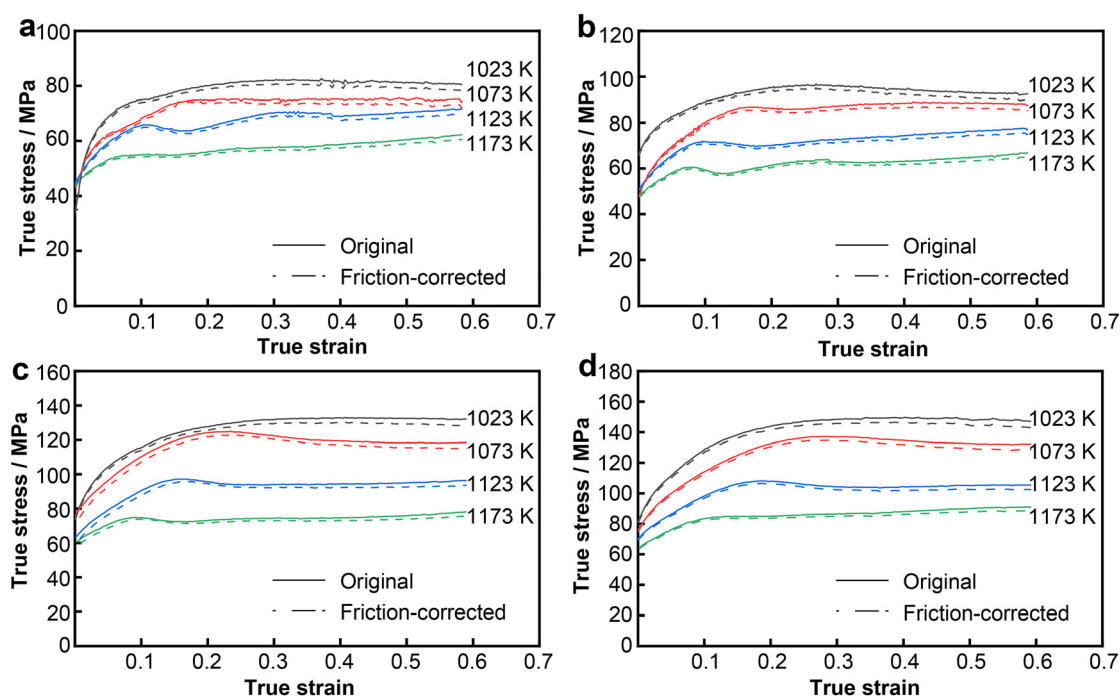 a
True stress / MPa
100
80
60
40
20
0
1023 K
1073 K
1123 K
1173 K
Original
Friction-corrected
0.1 0.2 0.3 0.4 0.5 0.6 0.7
True strain
b
True stress / MPa
120
100
80
60
40
20
0
1023 K
1073 K
1123 K
1173 K
Original
Friction-corrected
0.1 0.2 0.3 0.4 0.5 0.6 0.7
True strain
c
True stress / MPa
160
140
120
100
80
60
40
20
0
1023 K
1073 K
1123 K
1173 K
Original
Friction-corrected
0.1 0.2 0.3 0.4 0.5 0.6 0.7
True strain
d
True stress / MPa
180
150
140
120
100
80
60
40
20
0
1023 K
1073 K
1123 K
1173 K
Original
Friction-corrected
0.1 0.2 0.3 0.4 0.5 0.6 0.7
True strain